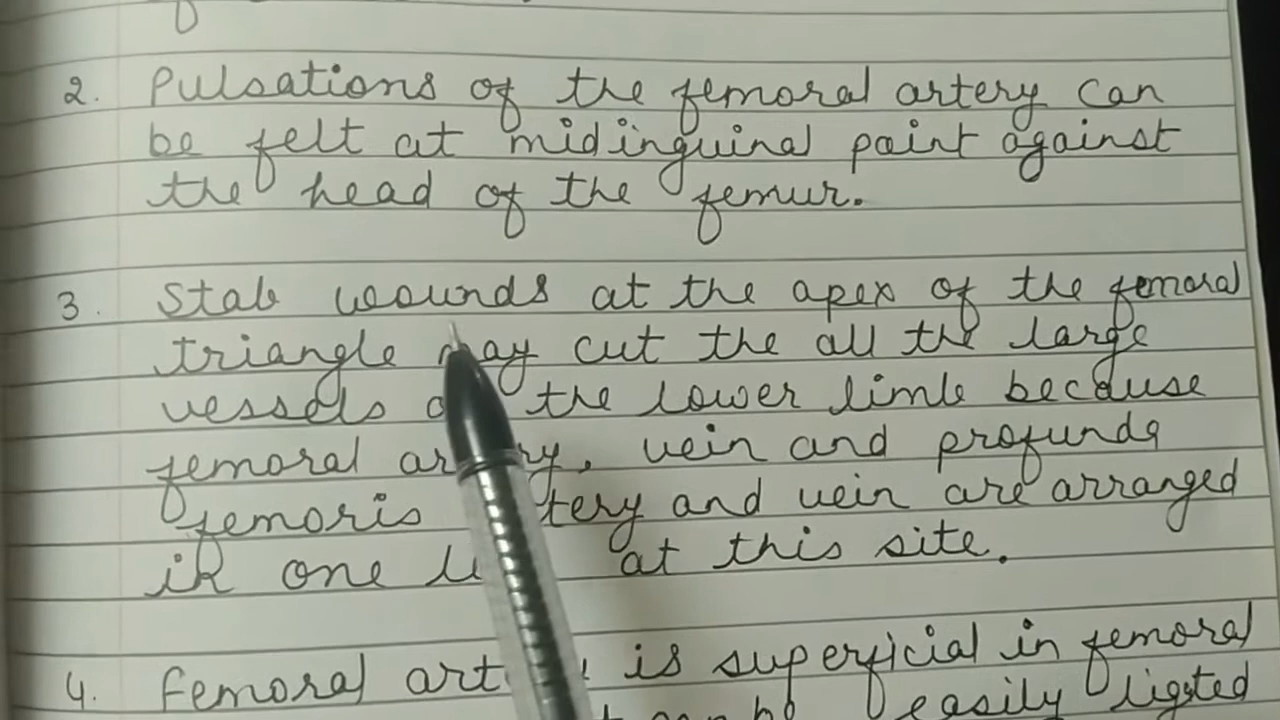 2. Pulsations of the femoral artery can
be felt at midinguinal point against
the head of the femur.
3. Stab wounds at the apex of the femoral
triangle may cut the all the large
vessels the lower limb because
femoral artery, vein and profunda
femoris artery and vein are arranged
in one at this site.
4. Femoral artery is superficial in femoral
easily ligated